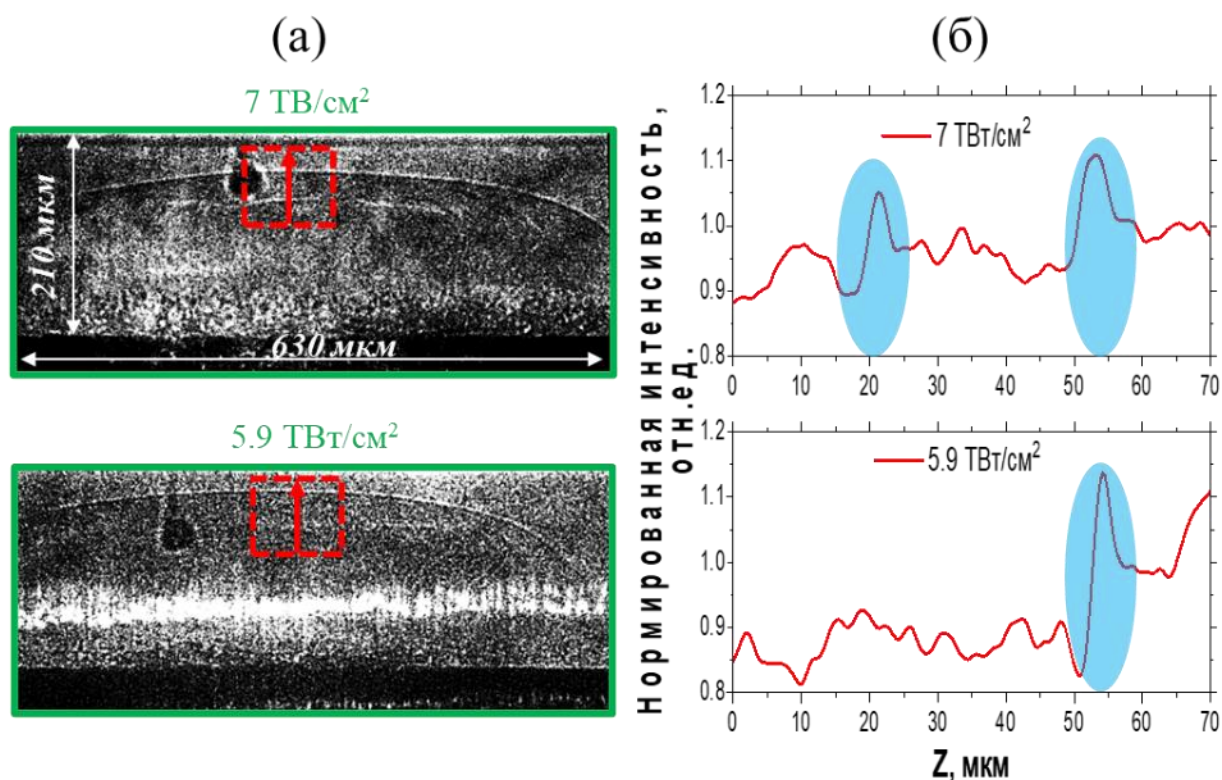 (а)
(б)
7 ТВ/см²
210мкм
630 мкм
5.9 ТВт/см²
Нормированная интенсивность,
отн.ед.
1.2
1.1
1.0
0.9
0.8
7 ТВт/см²
0 10 20 30 40 50 60 70
1.2
1.1
1.0
0.9
0.8
5.9 ТВт/см²
0 10 20 30 40 50 60 70
Z, мкм